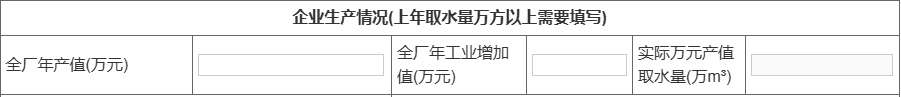 企业生产情况(上年取水量万方以上需要填写)
全厂年产值(万元)
全厂年工业增加
值(万元)
实际万元产值
取水量(万m³)